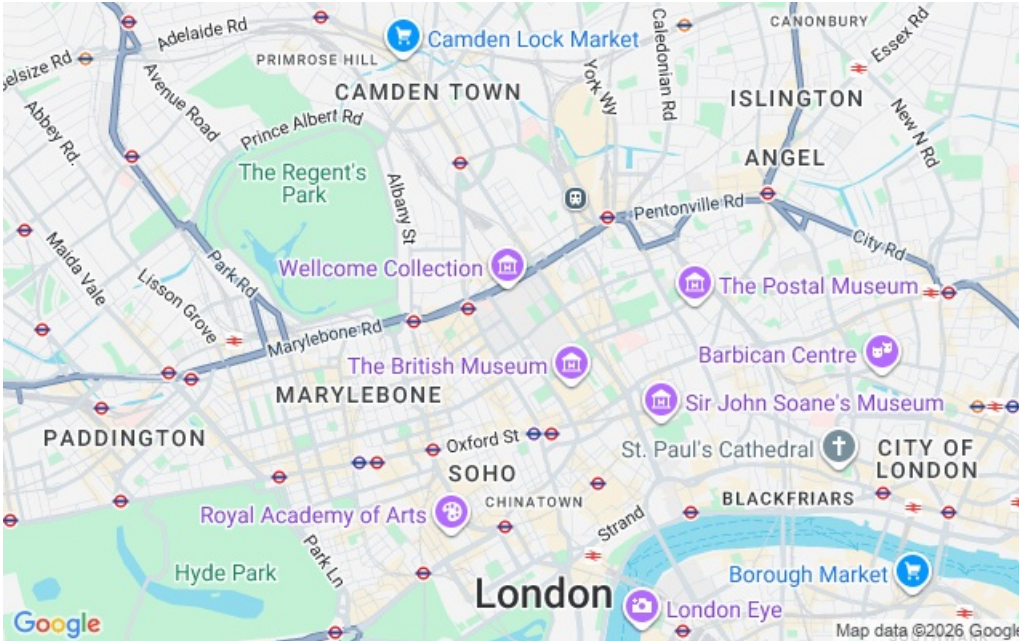 CANONBURY
Adelaide Rd
Essex Rd
Camden Lock Market
Caledonian Rd
elsize Rd
PRIMROSE HILL
York Wy
Avenue Road
CAMDEN TOWN
ISLINGTON
Abbey Rd.
Prince Albert Rd
New N Rd
ANGEL
The Regent's
Park
Albany St
Pentonville Rd
City Rd
Maida Vale
Park Rd
Wellcome Collection
The Postal Museum
Lisson Grove
Marylebone Rd
The British Museum
Barbican Centre
MARYLEBONE
Sir John Soane's Museum
PADDINGTON
Oxford St
St. Paul's Cathedral
CITY OF
LONDON
SOHO
CHINATOWN
BLACKFRIARS
Royal Academy of Arts
Strand
Park Ln
Hyde Park
Borough Market
London
London Eye
Google
Map data ©2026 Google